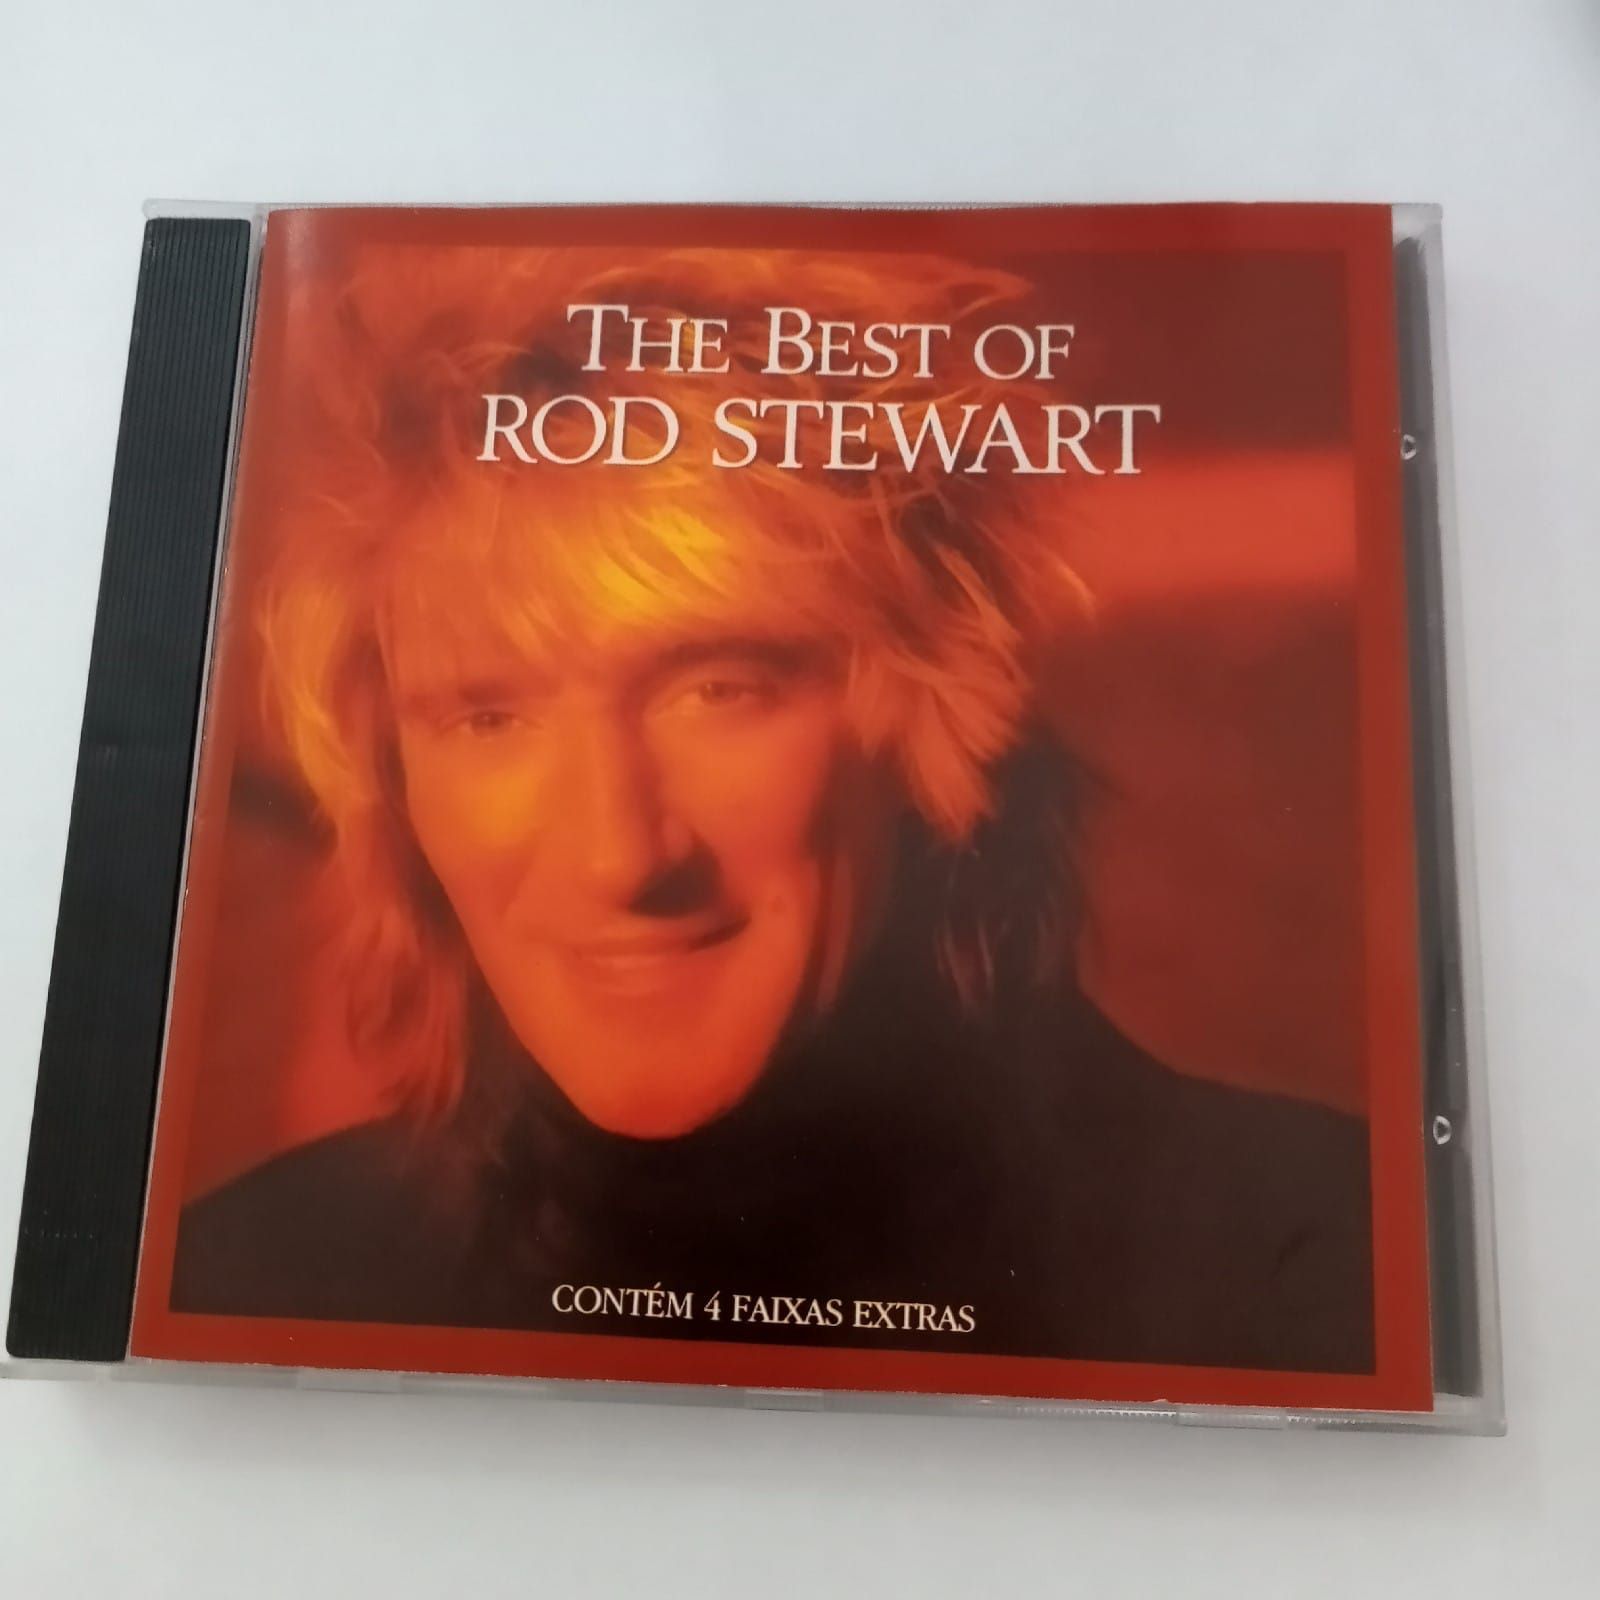 THE BEST OF
ROD STEWART
CONTÉM 4 FAIXAS EXTRAS